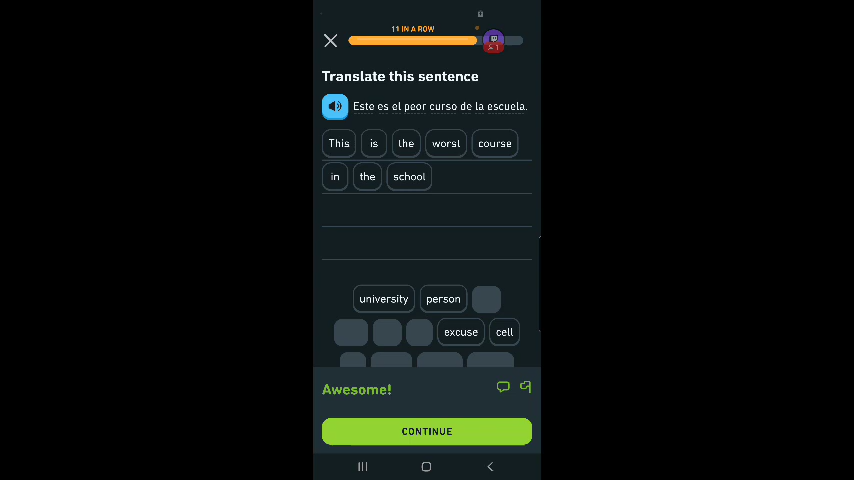 11 IN A ROW
Translate this sentence
Este es el peor curso de la escuela.
This is the worst course
in the school
university person
excuse cell
Awesome!
CONTINUE